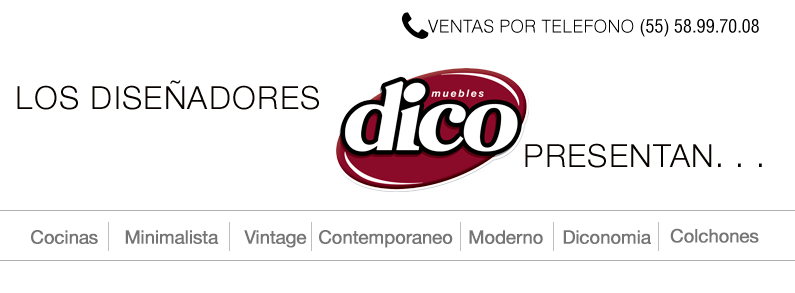 VENTAS POR TELEFONO (55) 58.99.70.08
LOS DISEÑADORES
muebles
dico
PRESENTAN. . .
Cocinas Minimalista Vintage Contemporaneo Moderno Diconomia Colchones